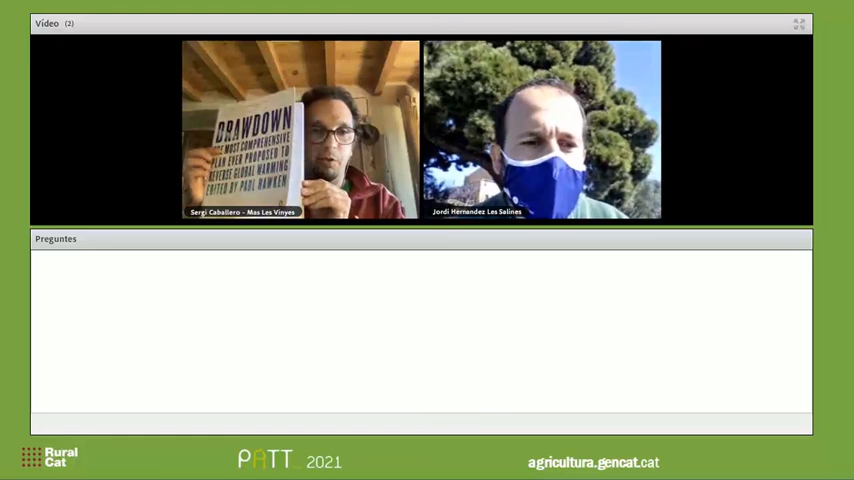 Vídeo (2)
DRAWDOWN
MOST COMPREHENSIVE
PLAN EVER PROPOSED TO
REVERSE GLOBAL WARMING
EDITED BY PAUL HAWKEN
Sergi Caballero - Mas Les Vinyes
Jordi Hernandez Les Salines
Preguntes
Rural
Cat
PATT 2021
agricultura.gencat.cat